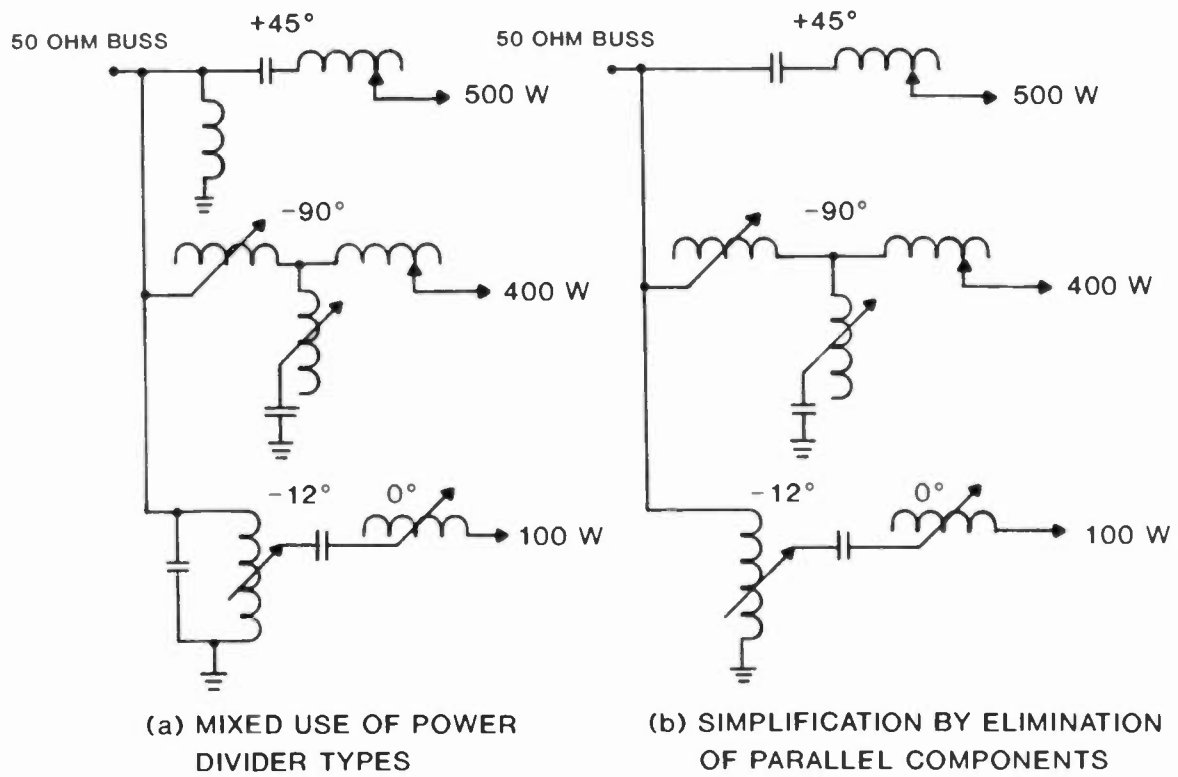 +45°
50 OHM BUSS
500 W
-90°
400 W
-12°
0°
100 W
(a) MIXED USE OF POWER
DIVIDER TYPES
+45°
50 OHM BUSS
500 W
-90°
400 W
-12°
0°
100 W
(b) SIMPLIFICATION BY ELIMINATION
OF PARALLEL COMPONENTS